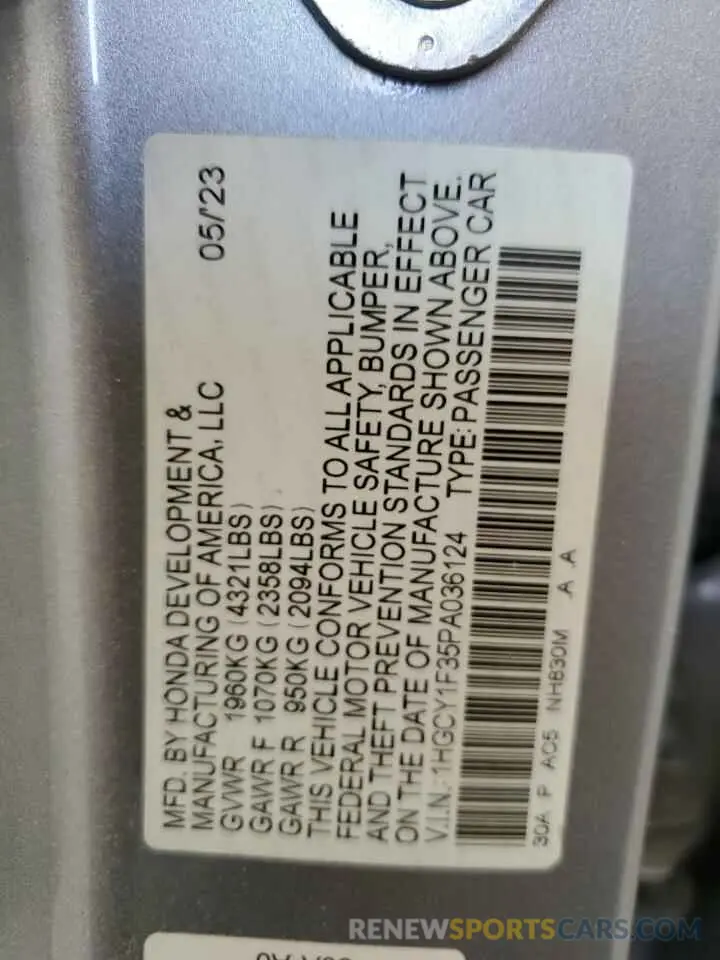 MFD. BY HONDA DEVELOPMENT &
MANUFACTURING OF AMERICA, LLC 05/23
GVWR 1960KG (4321LBS)
GAWR F 1070KG (2358LBS)
GAWR R 950KG (2094LBS)
THIS VEHICLE CONFORMS TO ALL APPLICABLE
FEDERAL MOTOR VEHICLE SAFETY, BUMPER,
AND THEFT PREVENTION STANDARDS IN EFFECT
ON THE DATE OF MANUFACTURE SHOWN ABOVE.
V.I.N.: 1HGCY1F35PA036124 TYPE: PASSENGER CAR
30A P AC5 NH830M A A
RENEWSPORTSCARS.COM